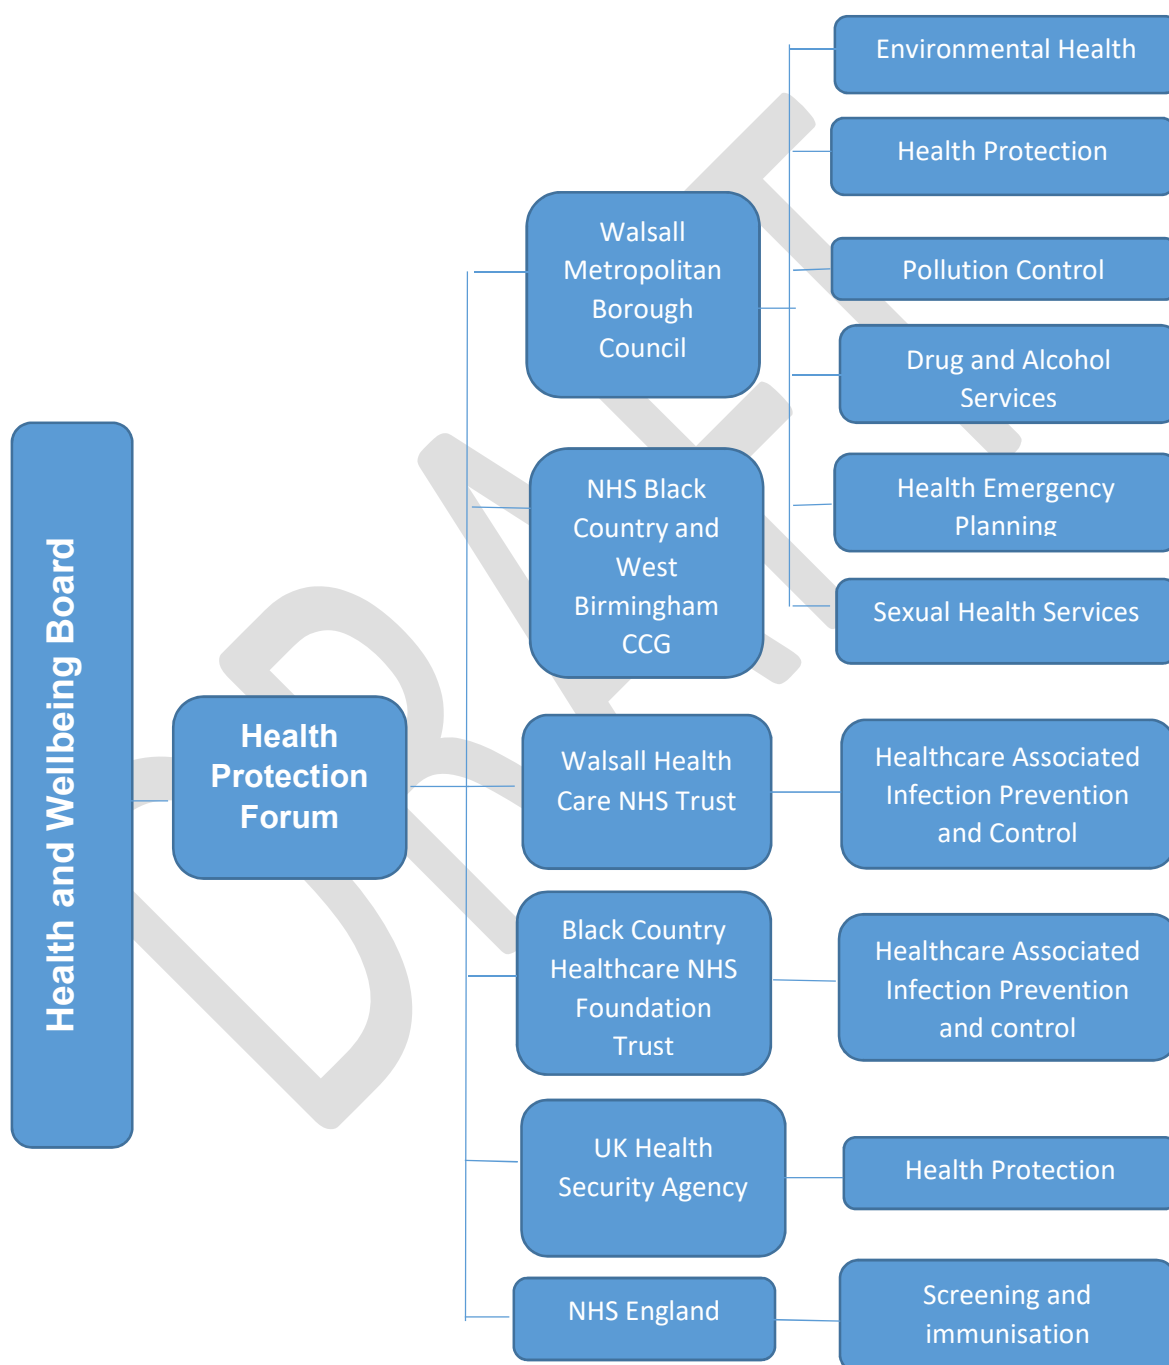 Health and Wellbeing Board
Health
Protection
Forum
Walsall
Metropolitan
Borough
Council
Environmental Health
Health Protection
Pollution Control
Drug and Alcohol
Services
Health Emergency
Planning
Sexual Health Services
NHS Black
Country and
West
Birmingham
CCG
Walsall Health
Care NHS Trust
Healthcare Associated
Infection Prevention
and Control
Black Country
Healthcare NHS
Foundation
Trust
Healthcare Associated
Infection Prevention
and control
UK Health
Security Agency
Health Protection
NHS England
Screening and
immunisation
DRAFT